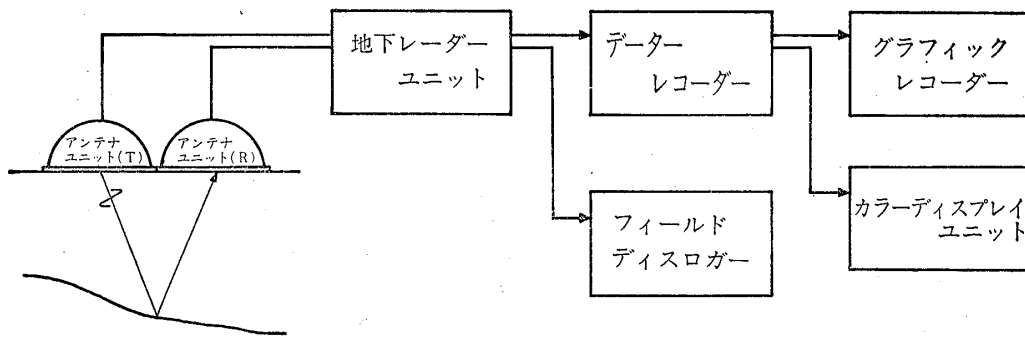 地下レーダー
ユニット
データー
レコーダー
グラフィック
レコーダー
アンテナ
ユニット(T)
アンテナ
ユニット(R)
フィールド
ディスロガー
カラーディスプレイ
ユニット